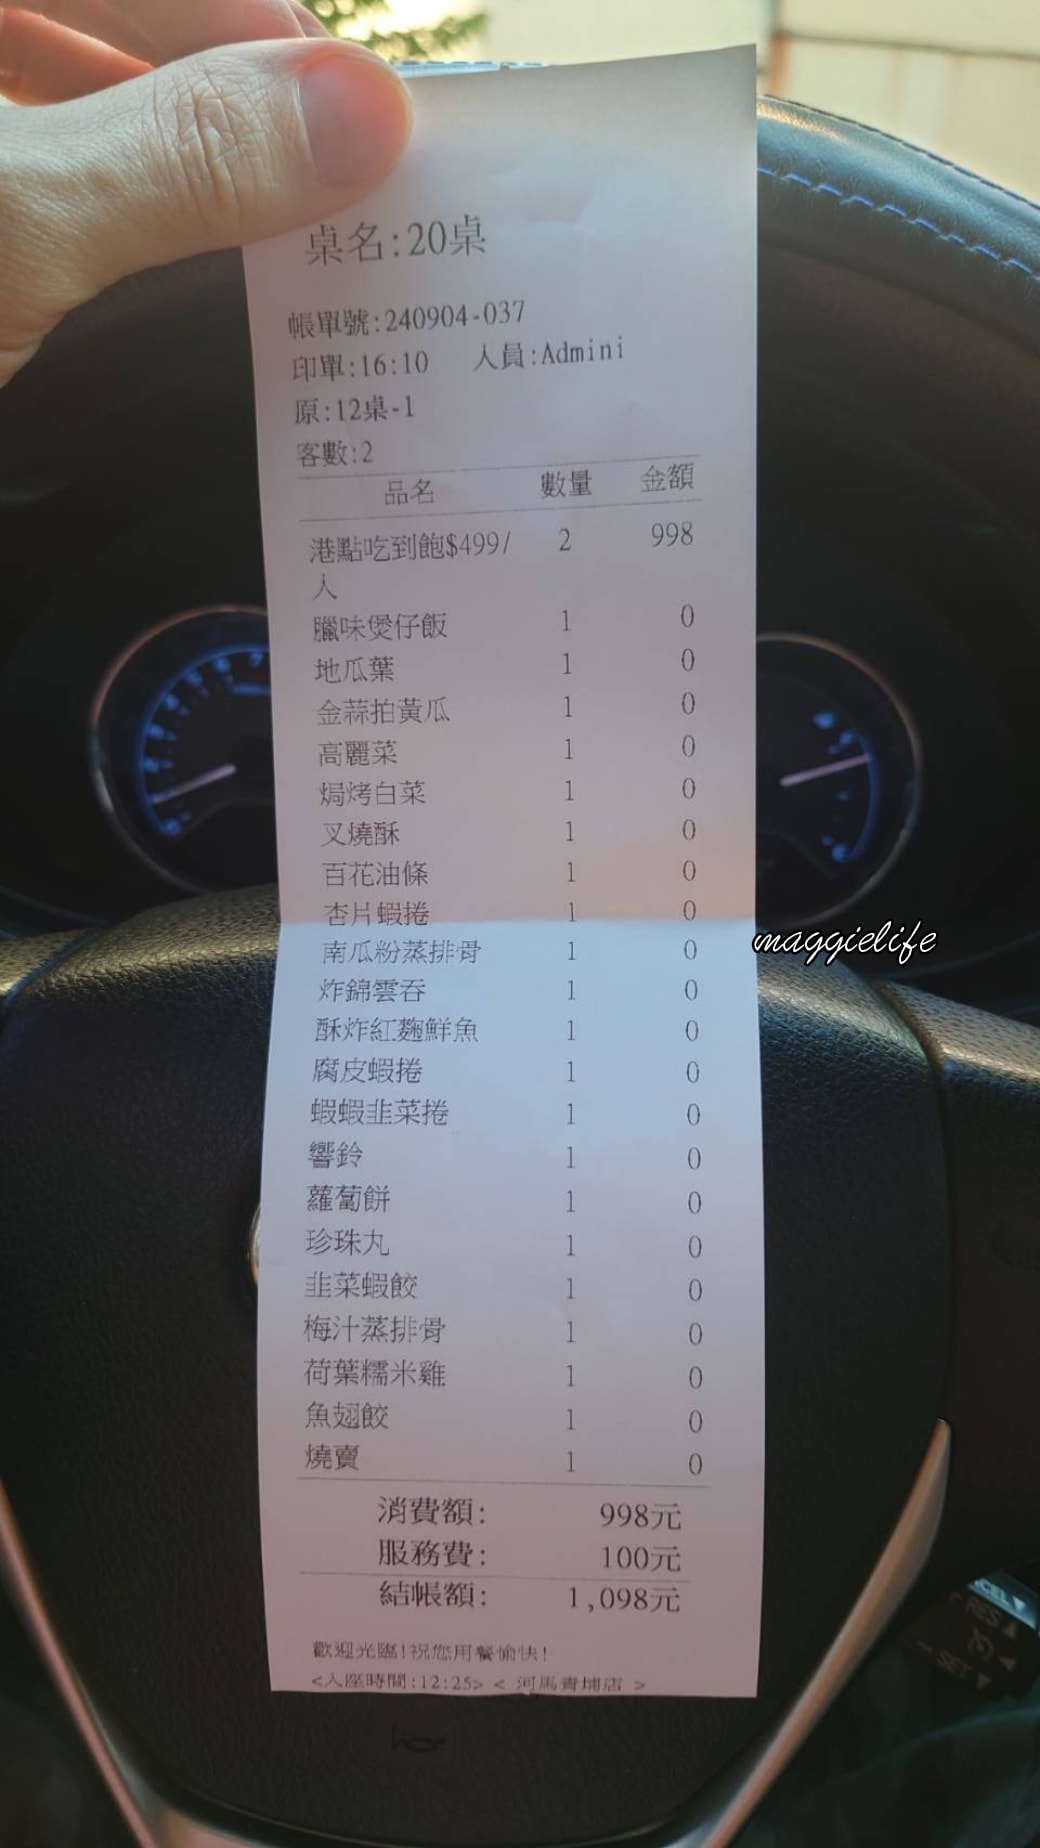 桌名:20桌
帳單號:240904-037
印單:16:10 人員:Admini
原:12桌-1
客數:2
品名 數量 金額
港點吃到飽$499/ 2 998
人
臘味煲仔飯 1 0
地瓜葉 1 0
金蒜拍黃瓜 1 0
高麗菜 1 0
焗烤白菜 1 0
叉燒酥 1 0
百花油條 1 0
杏片蝦捲 1 0
南瓜粉蒸排骨 1 0
炸錦雲吞 1 0
酥炸紅麴鮮魚 1 0
腐皮蝦捲 1 0
蝦蝦韭菜捲 1 0
響鈴 1 0
蘿蔔餅 1 0
珍珠丸 1 0
韭菜蝦餃 1 0
梅汁蒸排骨 1 0
荷葉糯米雞 1 0
魚翅餃 1 0
燒賣 1 0
消費額: 998元
服務費: 100元
結帳額: 1,098元
歡迎光臨!祝您用餐愉快!
<入座時間:12:25> < 河馬青埔店 >
maggielife
RES
SET